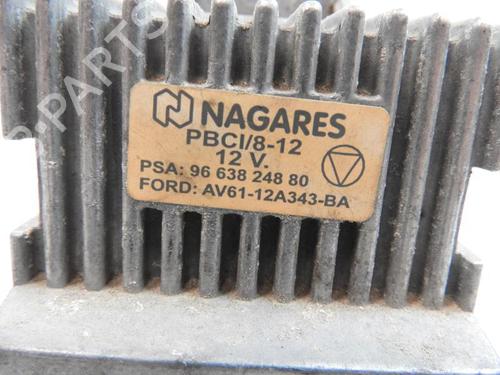 NAGARES
PBCI/8-12
12 V.
PSA: 96 638 248 80
FORD: AV61-12A343-BA